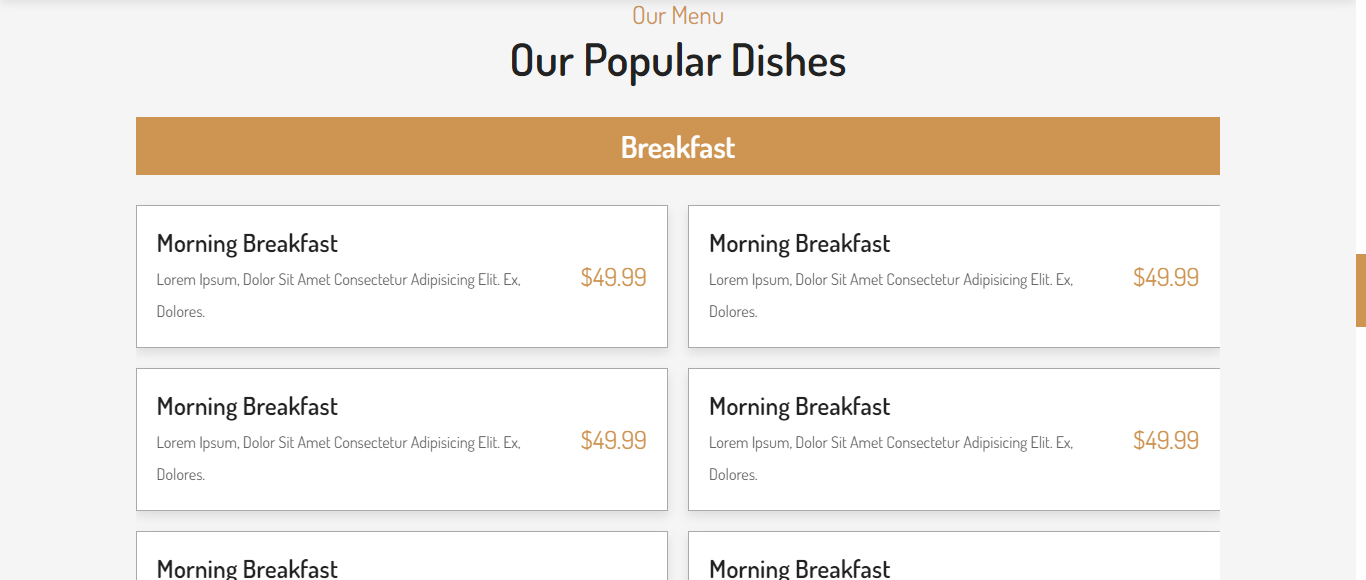 Our Menu
Our Popular Dishes
Breakfast
Morning Breakfast
Lorem Ipsum, Dolor Sit Amet Consectetur Adipisicing Elit. Ex,
Dolores.
$49.99
Morning Breakfast
Lorem Ipsum, Dolor Sit Amet Consectetur Adipisicing Elit. Ex,
Dolores.
$49.99
Morning Breakfast
Lorem Ipsum, Dolor Sit Amet Consectetur Adipisicing Elit. Ex,
Dolores.
$49.99
Morning Breakfast
Lorem Ipsum, Dolor Sit Amet Consectetur Adipisicing Elit. Ex,
Dolores.
$49.99
Morning Breakfast
Morning Breakfast